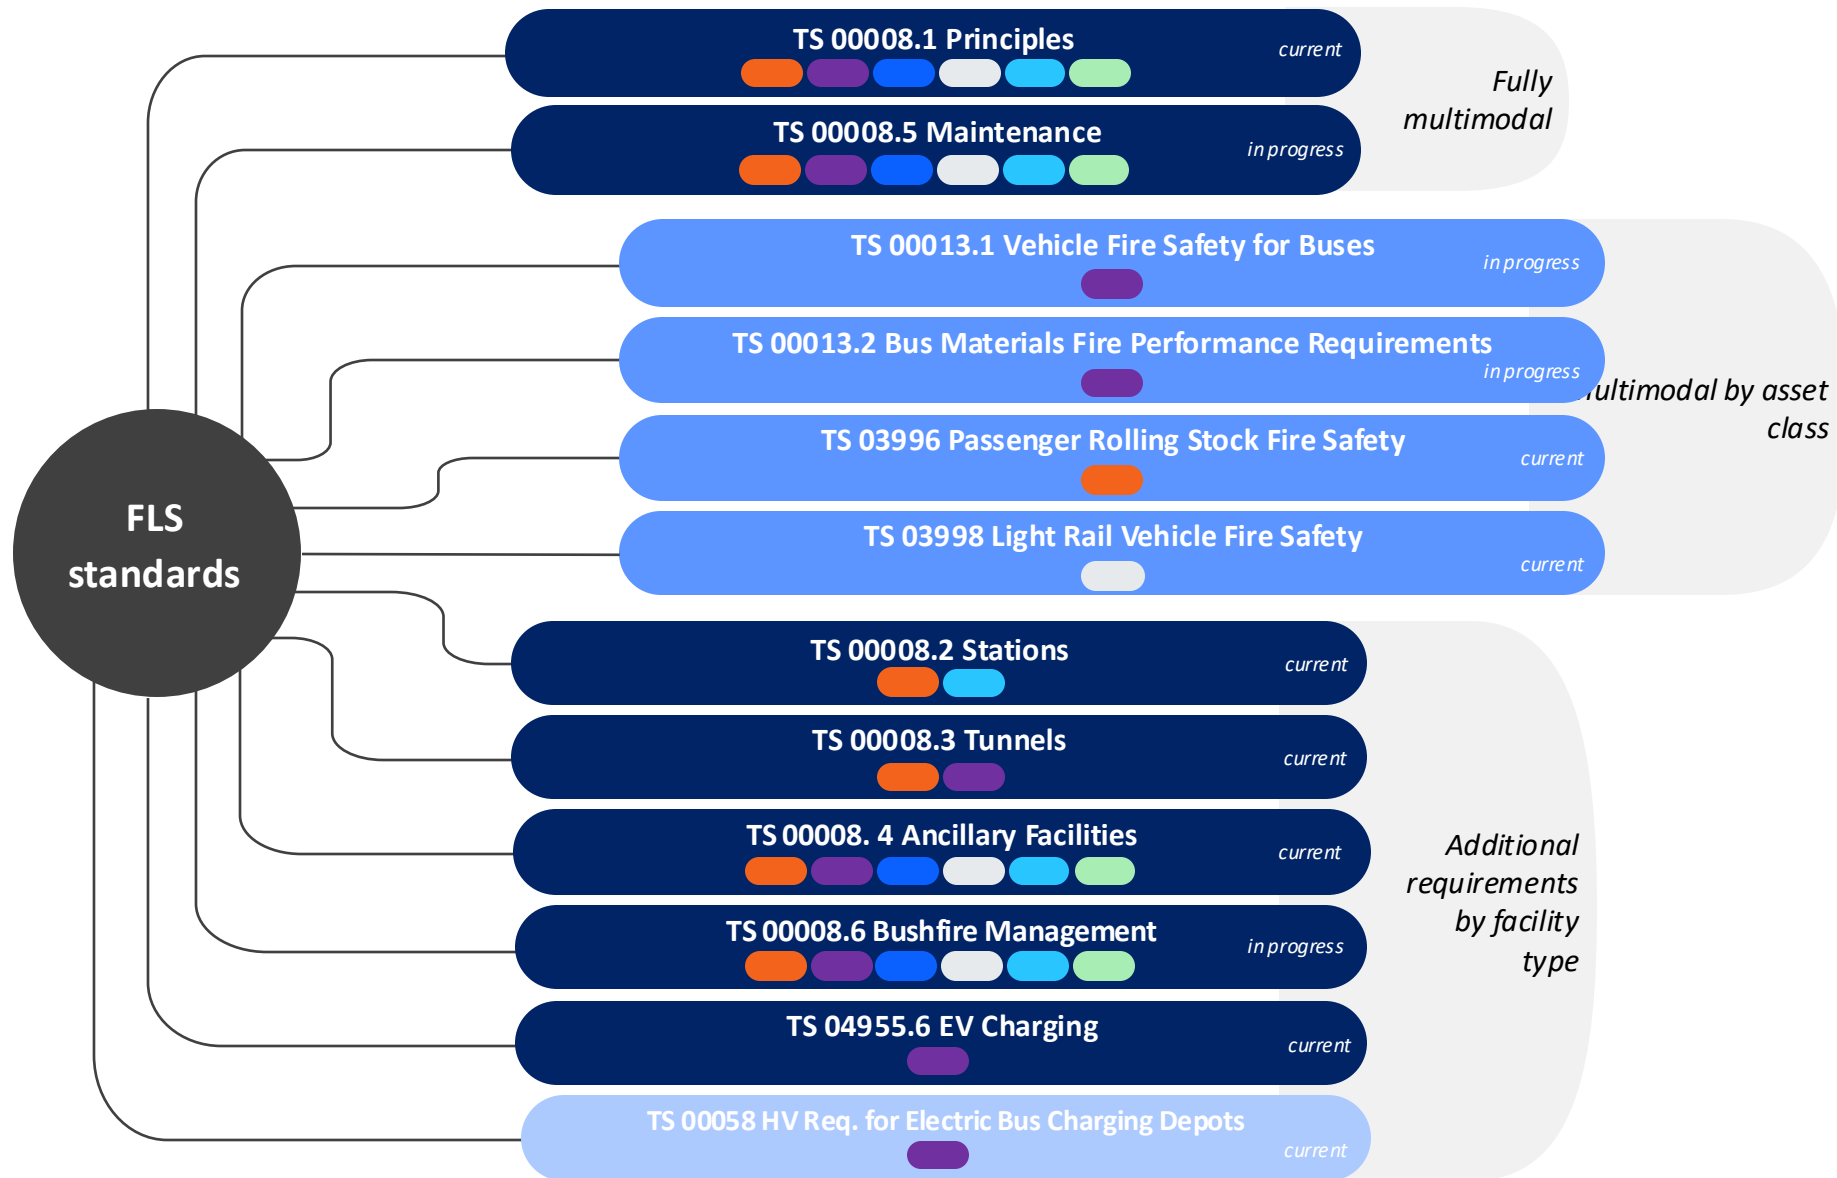 TS 00008.1 Principles
current
Fully
multimodal
TS 00008.5 Maintenance
in progress
TS 00013.1 Vehicle Fire Safety for Buses
in progress
TS 00013.2 Bus Materials Fire Performance Requirements
in progress
ultimodal by asset
class
TS 03996 Passenger Rolling Stock Fire Safety
current
TS 03998 Light Rail Vehicle Fire Safety
current
FLS
standards
TS 00008.2 Stations
current
TS 00008.3 Tunnels
current
TS 00008. 4 Ancillary Facilities
current
Additional
requirements
by facility
type
TS 00008.6 Bushfire Management
in progress
TS 04955.6 EV Charging
current
TS 00058 HV Req. for Electric Bus Charging Depots
current